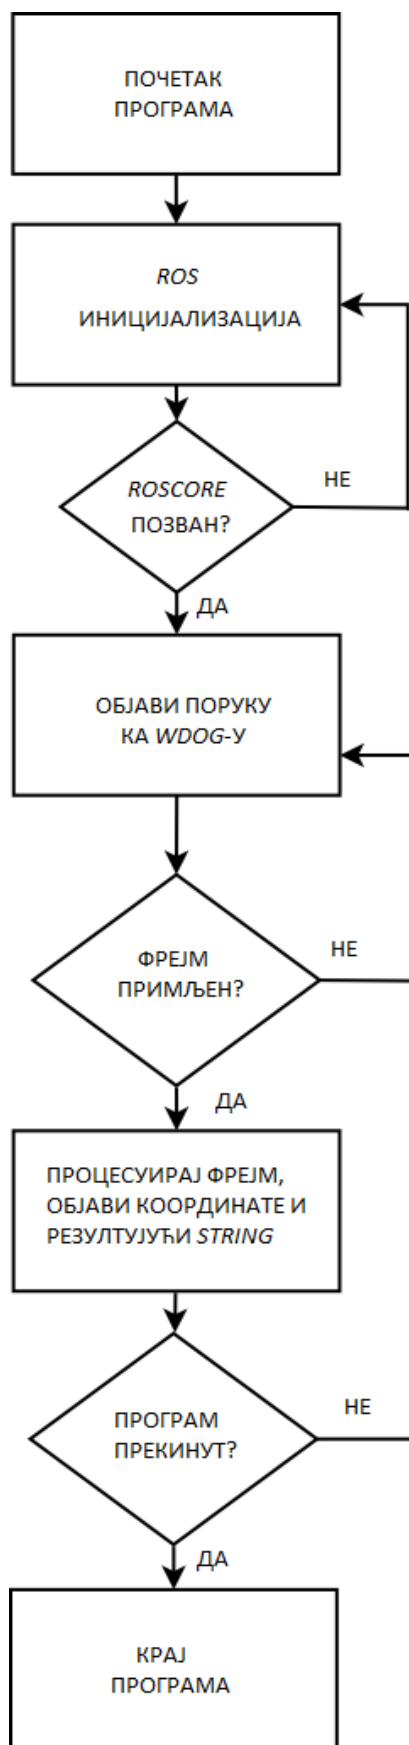 ПОЧЕТАК
ПРОГРАМА
ROS
ИНИЦИЈАЛИЗАЦИЈА
ROSCORE
ПОЗВАН?
НЕ
ДА
ОБЈАВИ ПОРУКУ
КА WDOG-У
ФРЕЈМ
ПРИМЉЕН?
НЕ
ДА
ПРОЦЕСУИРАЈ ФРЕЈМ,
ОБЈАВИ КООРДИНАТЕ И
РЕЗУЛТУЈУЋИ STRING
ПРОГРАМ
ПРЕКИНУТ?
НЕ
ДА
КРАЈ
ПРОГРАМА